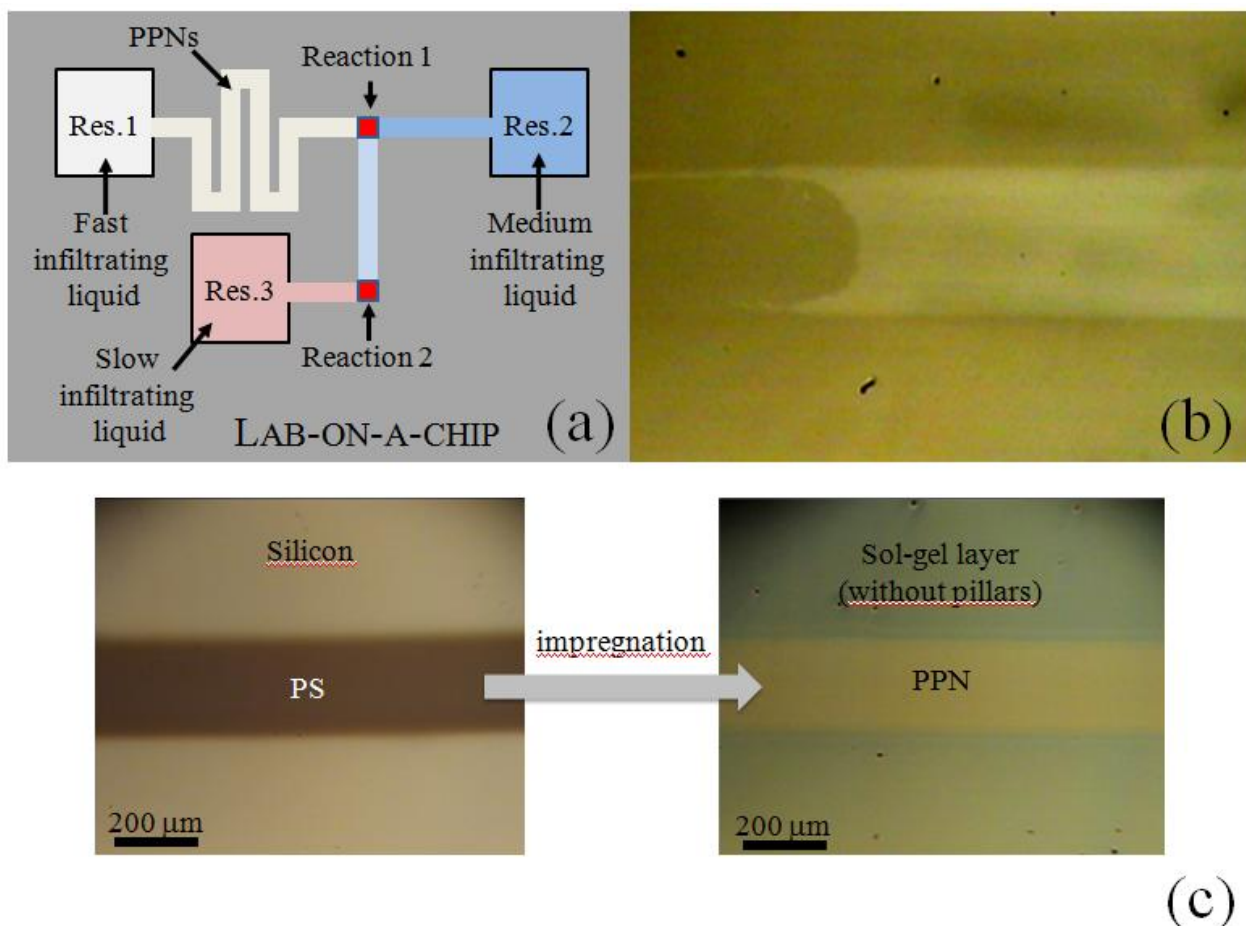 PPNs
Reaction 1
Res.1
Res.2
Fast
infiltrating
liquid
Medium
infiltrating
liquid
Res.3
Slow
infiltrating
liquid
Reaction 2
LAB-ON-A-CHIP
(a)
(b)
Silicon
PS
200 µm
impregnation
Sol-gel layer
(without pillars)
PPN
200 µm
(c)